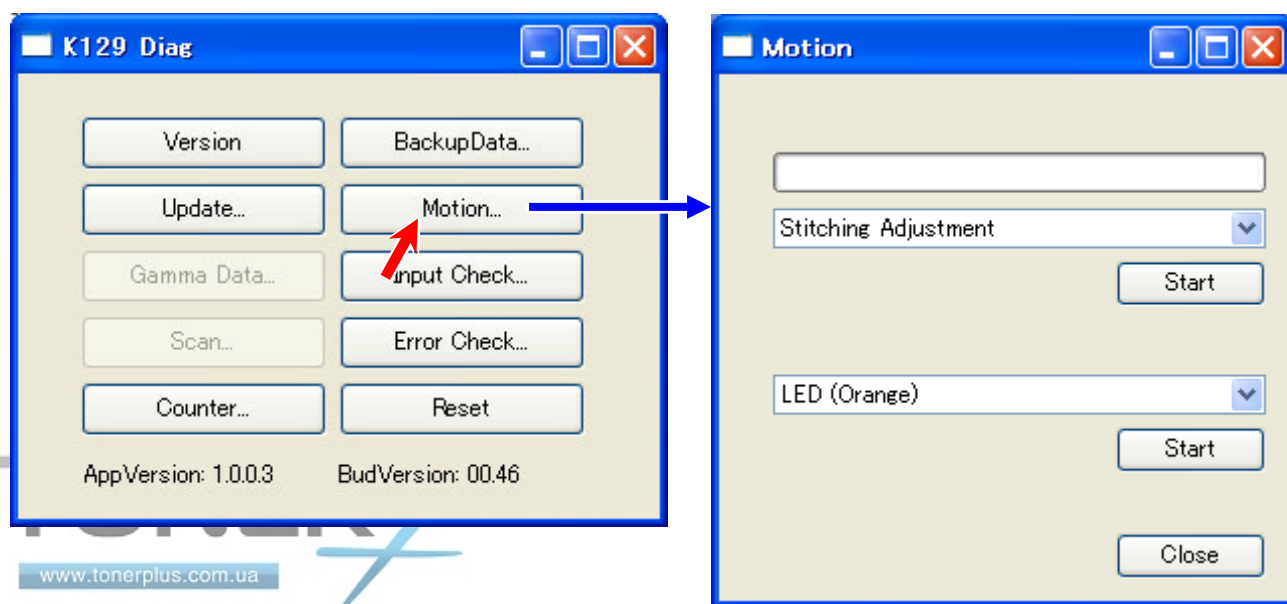 K129 Diag
Version
BackupData...
Update...
Motion...
Gamma Data...
Input Check...
Scan...
Error Check...
Counter...
Reset
AppVersion: 1.0.0.3
BudVersion: 00.46
www.tonerplus.com.ua
Motion
Stitching Adjustment
Start
LED (Orange)
Start
Close